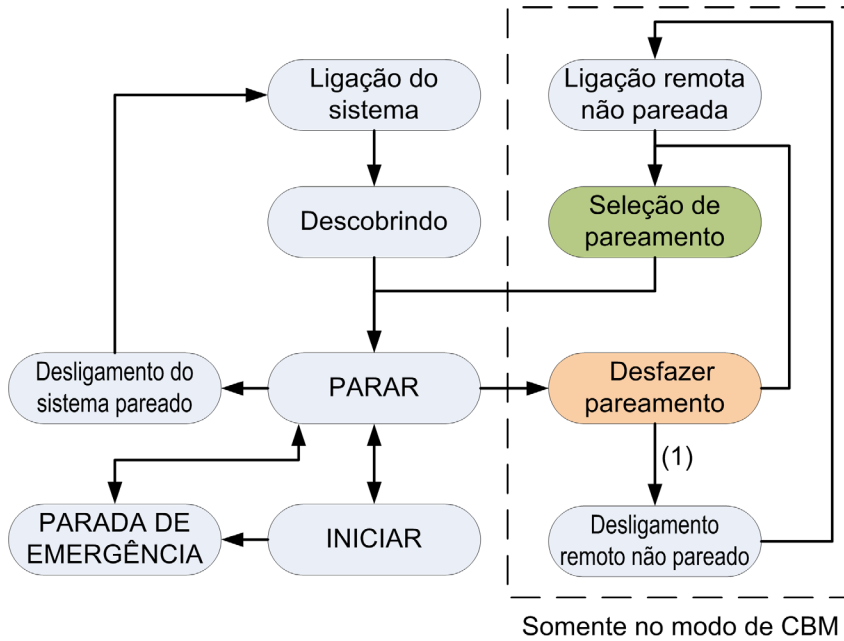 Ligação do
sistema
Ligação remota
não pareada
Descobrindo
Seleção de
pareamento
Desligamento do
sistema pareado
PARAR
Desfazer
pareamento
(1)
PARADA DE
EMERGÊNCIA
INICIAR
Desligamento
remoto não pareado
Somente no modo de CBM